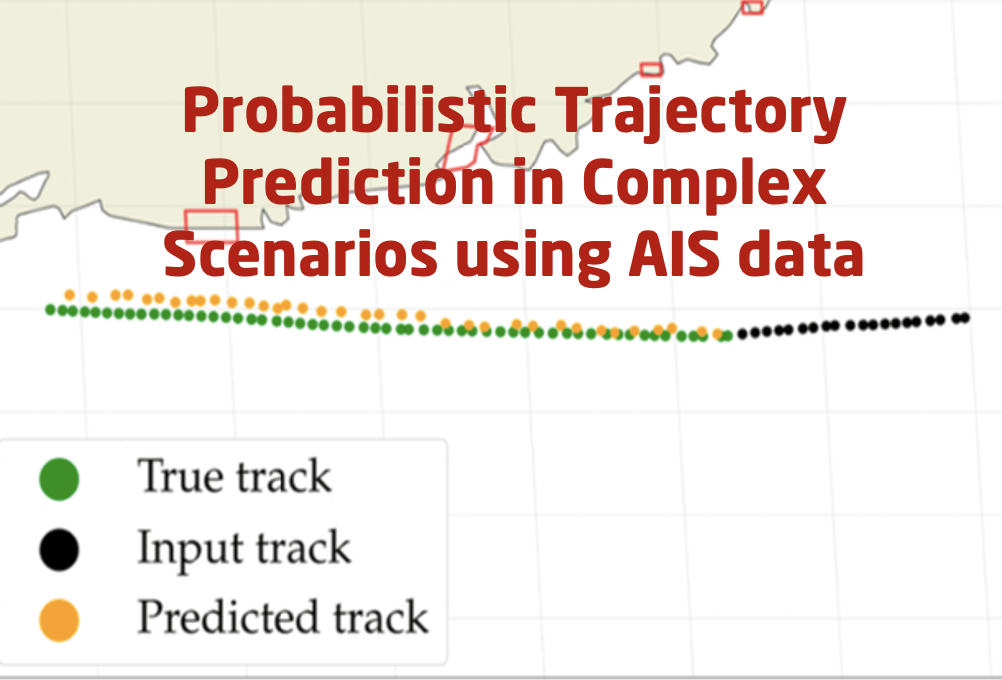 Probabilistic Trajectory
Prediction in Complex
Scenarios using AIS data
True track
Input track
Predicted track